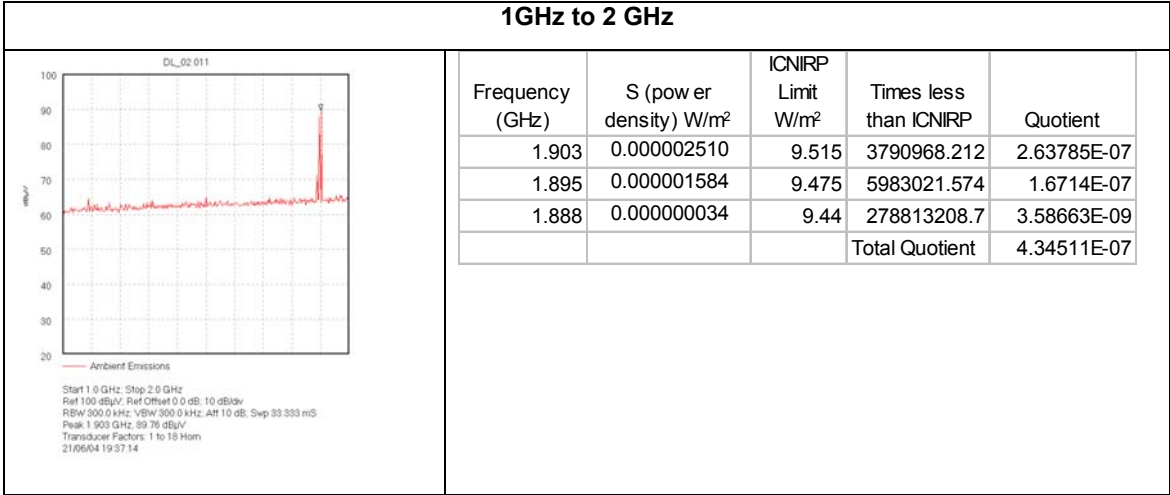 1GHz to 2 GHz
DL_02 011
100
90
80
70
60
50
40
30
20
dBµV
Ambient Emissions
Start 1.0 GHz; Stop 2.0 GHz
Ref 100 dBµV; Ref Offset 0.0 dB; 10 dB/div
RBW 300.0 kHz; VBW 300.0 kHz; Att 10 dB; Swp 33.333 mS
Peak 1.903 GHz, 89.76 dBµV
Transducer Factors: 1 to 18 Horn
21/06/04 19:37:14
Frequency (GHz) S (pow er density) W/m² ICNIRP Limit W/m² Times less than ICNIRP Quotient
1.903 0.000002510 9.515 3790968.212 2.63785E-07
1.895 0.000001584 9.475 5983021.574 1.6714E-07
1.888 0.000000034 9.44 278813208.7 3.58663E-09
Total Quotient 4.34511E-07